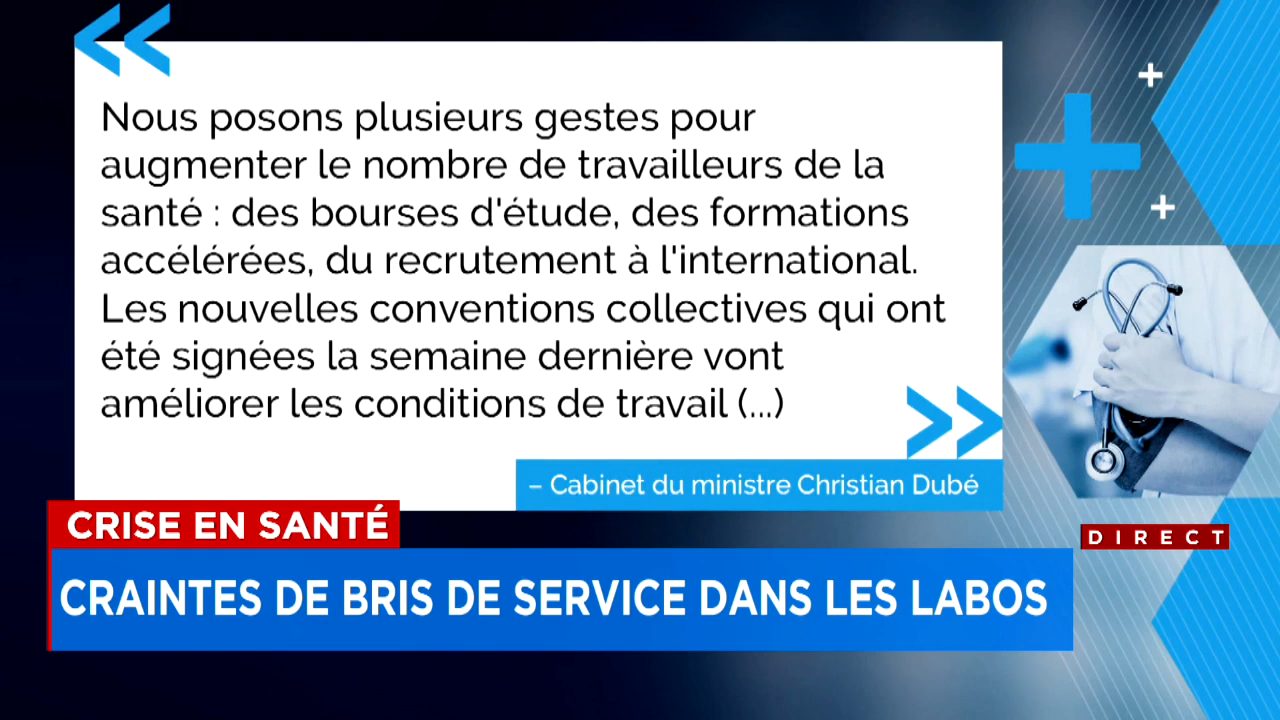 Nous posons plusieurs gestes pour
augmenter le nombre de travailleurs de la
santé : des bourses d'étude, des formations
accélérées, du recrutement à l'international.
Les nouvelles conventions collectives qui ont
été signées la semaine dernière vont
améliorer les conditions de travail (...)
– Cabinet du ministre Christian Dubé
CRISE EN SANTÉ
DIRECT
CRAINTES DE BRIS DE SERVICE DANS LES LABOS